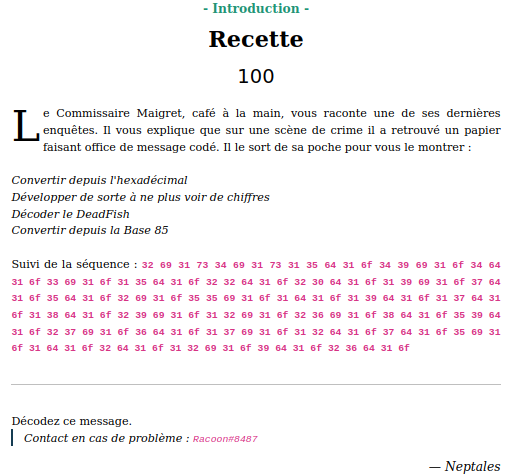 - Introduction -
Recette
100
Le Commissaire Maigret, café à la main, vous raconte une de ses dernières
enquêtes. Il vous explique que sur une scène de crime il a retrouvé un papier
faisant office de message codé. Il le sort de sa poche pour vous le montrer :
Convertir depuis l'hexadécimal
Développer de sorte à ne plus voir de chiffres
Décoder le DeadFish
Convertir depuis la Base 85
Suivi de la séquence : 32 69 31 73 34 69 31 73 31 35 64 31 6f 34 39 69 31 6f 34 64
31 6f 33 69 31 6f 31 35 64 31 6f 32 32 64 31 6f 32 30 64 31 6f 31 39 69 31 6f 37 64
31 6f 35 64 31 6f 32 69 31 6f 35 35 69 31 6f 31 64 31 6f 31 39 64 31 6f 31 37 64 31
6f 31 38 64 31 6f 32 39 69 31 6f 31 32 69 31 6f 32 36 69 31 6f 38 64 31 6f 35 39 64
31 6f 32 37 69 31 6f 36 64 31 6f 31 37 69 31 6f 31 32 64 31 6f 37 64 31 6f 35 69 31
6f 31 64 31 6f 32 64 31 6f 31 32 69 31 6f 39 64 31 6f 32 36 64 31 6f
Décodez ce message.
Contact en cas de problème : Racoon#8487
— Neptales